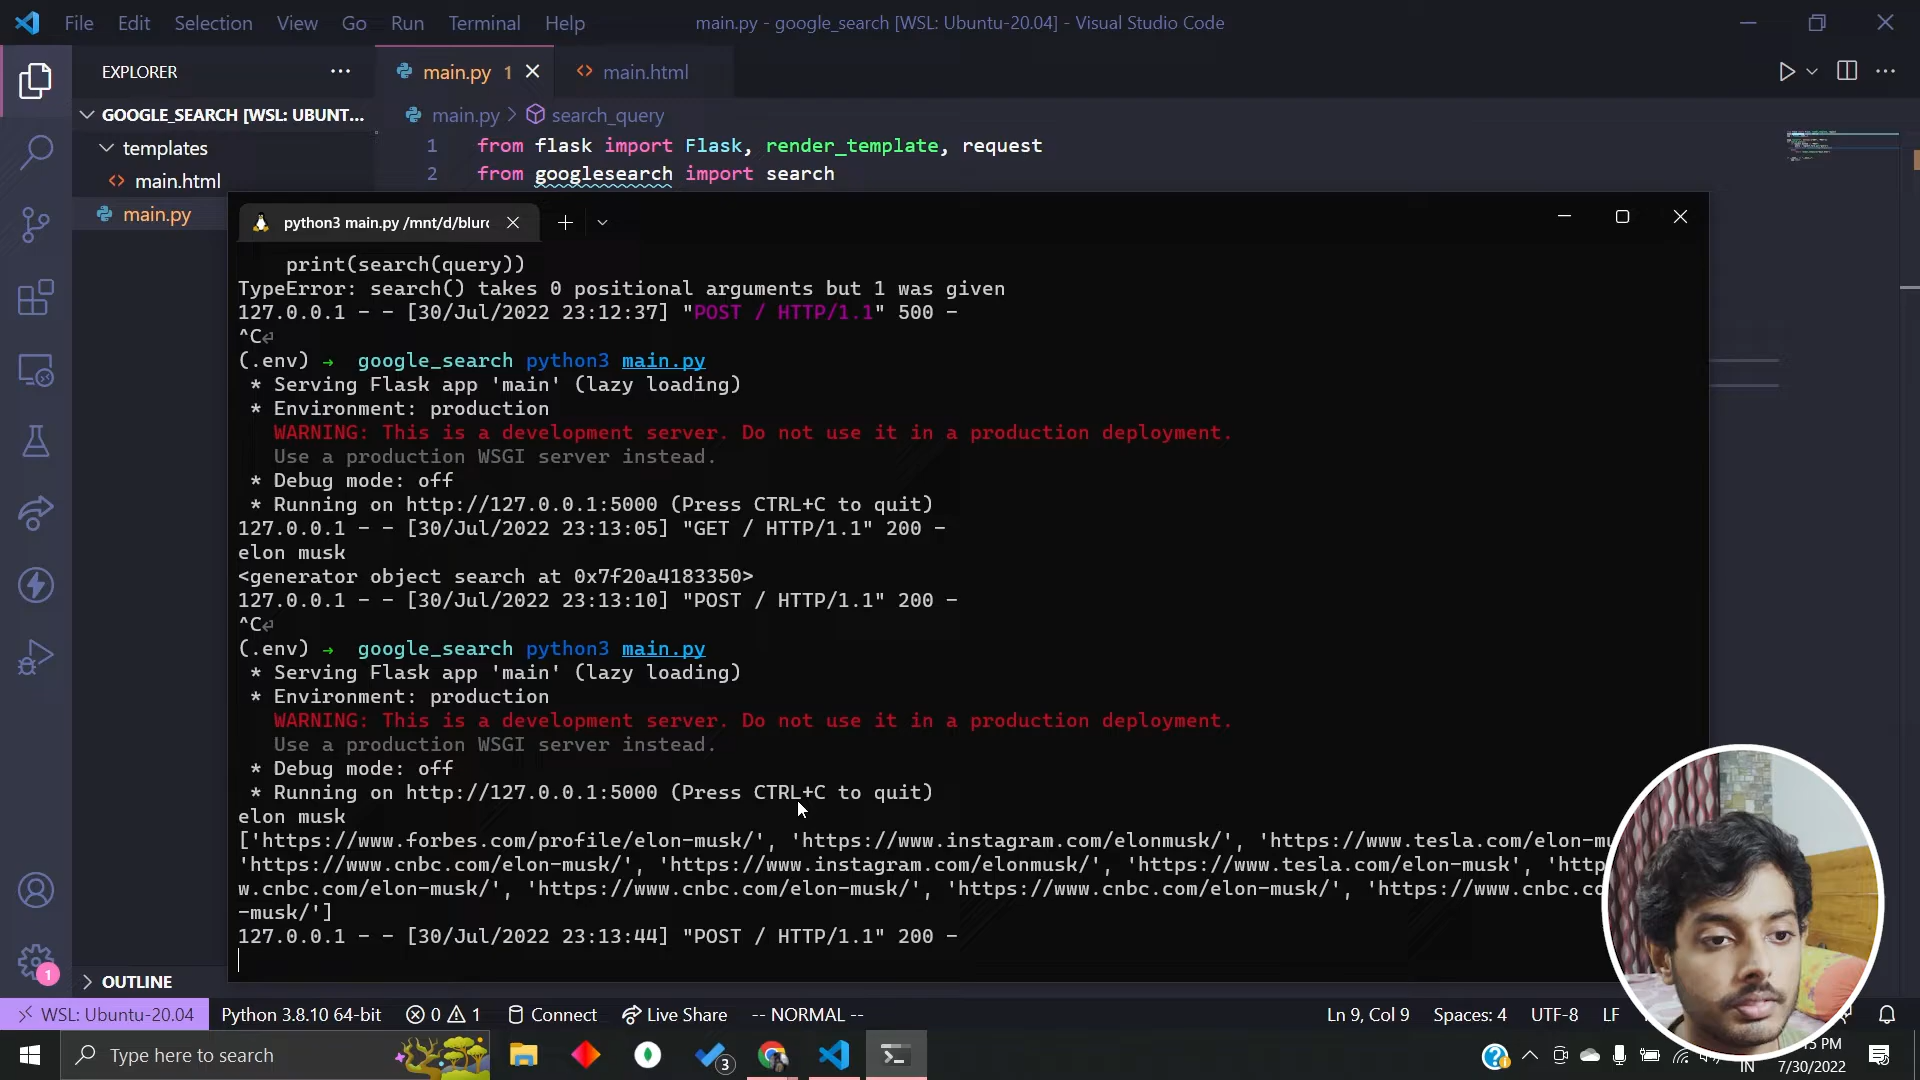 File Edit Selection View Go Run Terminal Help
main.py - google_search [WSL: Ubuntu-20.04] - Visual Studio Code
EXPLORER
main.py 1
main.html
GOOGLE_SEARCH [WSL: UBUNT...
templates
main.html
main.py
main.py > search_query
1 from flask import Flask, render_template, request
2 from googlesearch import search
python3 main.py /mnt/d/blurc
print(search(query))
TypeError: search() takes 0 positional arguments but 1 was given
127.0.0.1 - - [30/Jul/2022 23:12:37] "POST / HTTP/1.1" 500 -
^C
(.env) → google_search python3 main.py
* Serving Flask app 'main' (lazy loading)
* Environment: production
WARNING: This is a development server. Do not use it in a production deployment.
Use a production WSGI server instead.
* Debug mode: off
* Running on http://127.0.0.1:5000 (Press CTRL+C to quit)
127.0.0.1 - - [30/Jul/2022 23:13:05] "GET / HTTP/1.1" 200 -
elon musk
<generator object search at 0x7f20a4183350>
127.0.0.1 - - [30/Jul/2022 23:13:10] "POST / HTTP/1.1" 200 -
^C
(.env) → google_search python3 main.py
* Serving Flask app 'main' (lazy loading)
* Environment: production
WARNING: This is a development server. Do not use it in a production deployment.
Use a production WSGI server instead.
* Debug mode: off
* Running on http://127.0.0.1:5000 (Press CTRL+C to quit)
elon musk
['https://www.forbes.com/profile/elon-musk/', 'https://www.instagram.com/elonmusk/', 'https://www.tesla.com/elon-mu
'https://www.cnbc.com/elon-musk/', 'https://www.instagram.com/elonmusk/', 'https://www.tesla.com/elon-musk', 'http
w.cnbc.com/elon-musk/', 'https://www.cnbc.com/elon-musk/', 'https://www.cnbc.com/elon-musk/', 'https://www.cnbc.co
-musk/']
127.0.0.1 - - [30/Jul/2022 23:13:44] "POST / HTTP/1.1" 200 -
1
OUTLINE
WSL: Ubuntu-20.04 Python 3.8.10 64-bit 0 1 Connect Live Share -- NORMAL -- Ln 9, Col 9 Spaces: 4 UTF-8 LF
Type here to search
3
IN
PM
7/30/2022